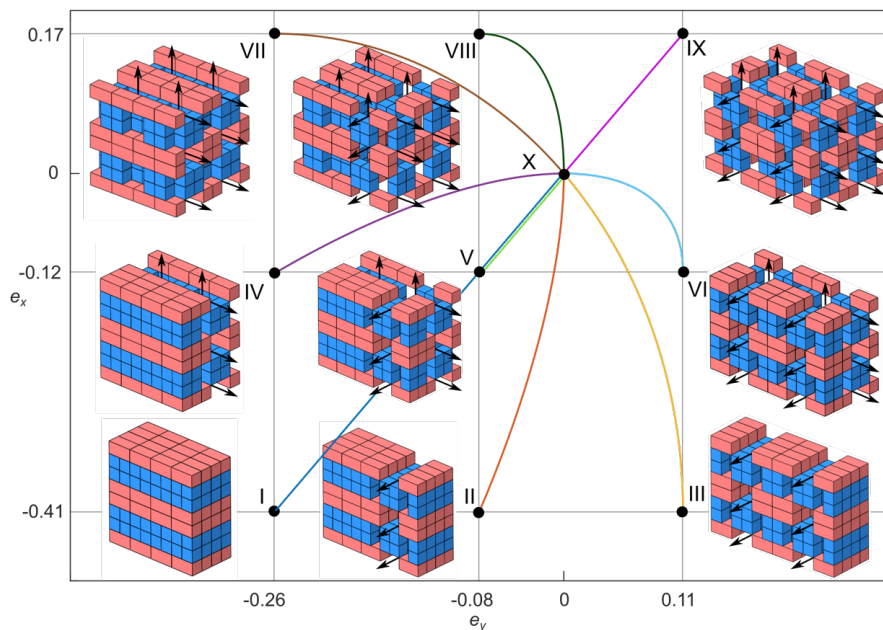 0.17
VII
VIII
IX
X
0
V
-0.12
IV
VI
e_x
I
II
III
-0.41
-0.26
-0.08
0
0.11
e_y